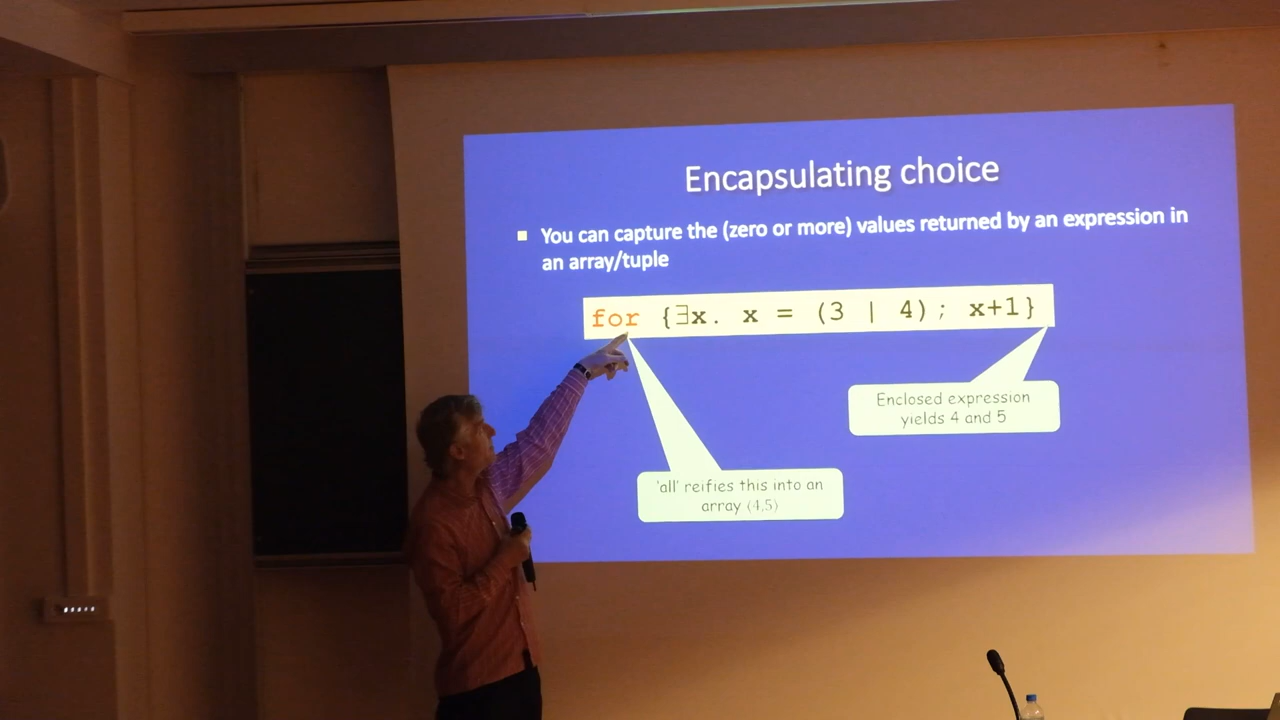 Encapsulating choice
▪ You can capture the (zero or more) values returned by an expression in
an array/tuple
for {∃x. x = (3 | 4); x+1}
Enclosed expression
yields 4 and 5
'all' reifies this into an
array (4,5)